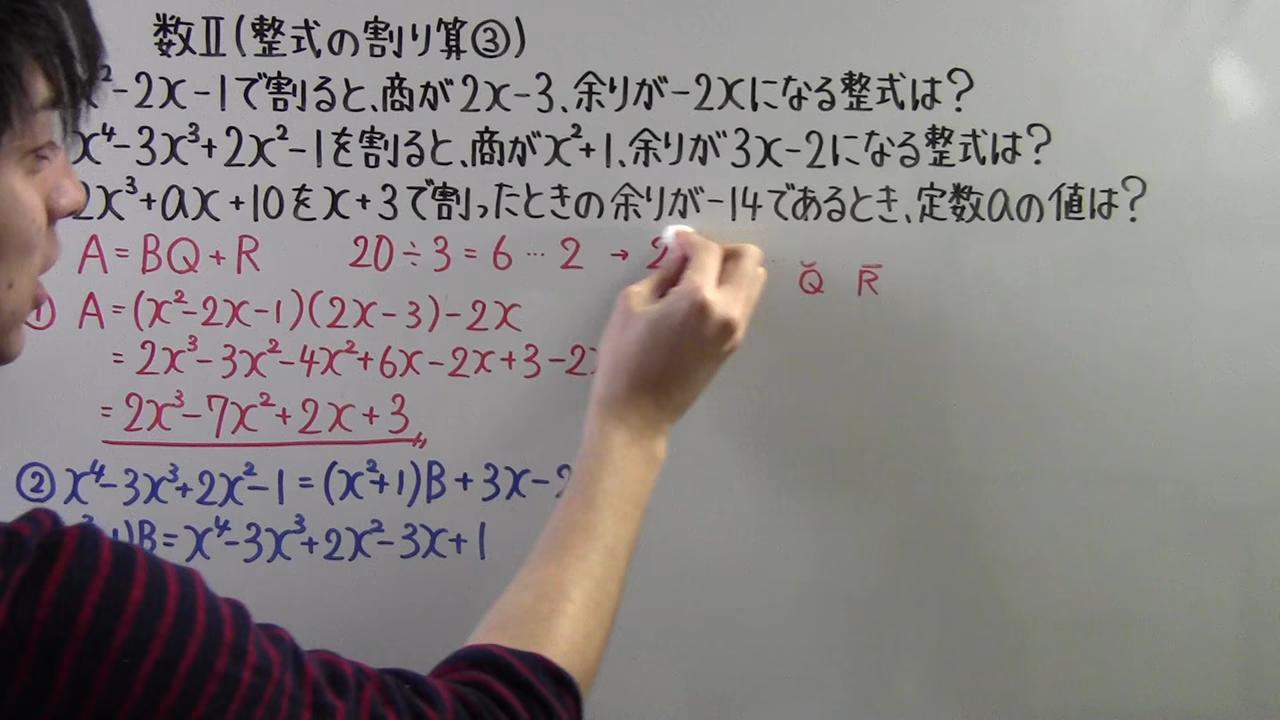 数Ⅱ(整式の割り算③)
x²-2x-1で割ると、商が2x-3、余りが-2xになる整式は?
x⁴-3x³+2x²-1を割ると、商がx²+1、余りが3x-2になる整式は?
2x³+ax+10をx+3で割ったときの余りが-14であるとき、定数aの値は?
A=BQ+R 20÷3=6…2 →2
Q R
① A=(x²-2x-1)(2x-3)-2x
=2x³-3x²-4x²+6x-2x+3-2x
=2x³-7x²+2x+3
② x⁴-3x³+2x²-1=(x²+1)B+3x-2
)B=x⁴-3x³+2x²-3x+1